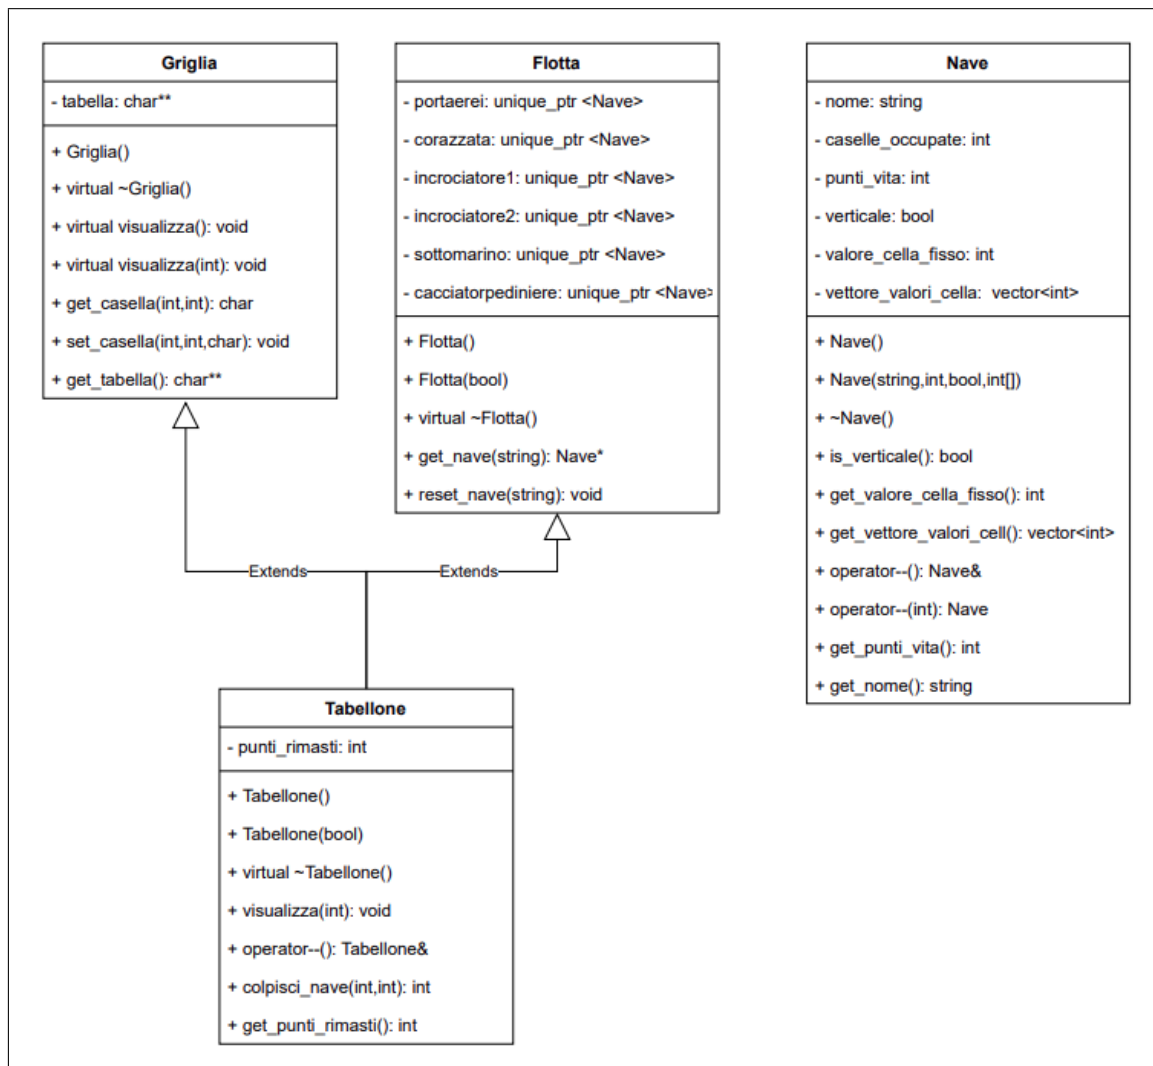 Griglia
- tabella: char**
+ Griglia()
+ virtual ~Griglia()
+ virtual visualizza(): void
+ virtual visualizza(int): void
+ get_casella(int,int): char
+ set_casella(int,int,char): void
+ get_tabella(): char**
Flotta
- portaerei: unique_ptr <Nave>
- corazzata: unique_ptr <Nave>
- incrociatore1: unique_ptr <Nave>
- incrociatore2: unique_ptr <Nave>
- sottomarino: unique_ptr <Nave>
- cacciatorpediniere: unique_ptr <Nave>
+ Flotta()
+ Flotta(bool)
+ virtual ~Flotta()
+ get_nave(string): Nave*
+ reset_nave(string): void
Nave
- nome: string
- caselle_occupate: int
- punti_vita: int
- verticale: bool
- valore_cella_fisso: int
- vettore_valori_cella: vector<int>
+ Nave()
+ Nave(string,int,bool,int[])
+ ~Nave()
+ is_verticale(): bool
+ get_valore_cella_fisso(): int
+ get_vettore_valori_cell(): vector<int>
+ operator--(): Nave&
+ operator--(int): Nave
+ get_punti_vita(): int
+ get_nome(): string
Extends
Extends
Tabellone
- punti_rimasti: int
+ Tabellone()
+ Tabellone(bool)
+ virtual ~Tabellone()
+ visualizza(int): void
+ operator--(): Tabellone&
+ colpisci_nave(int,int): int
+ get_punti_rimasti(): int